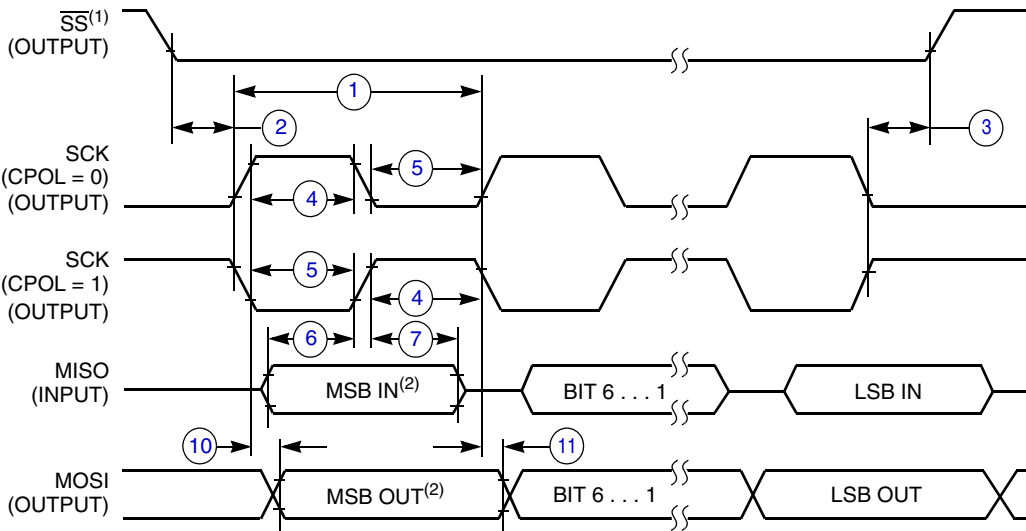 S̅S̅(1)
(OUTPUT)
1
2
3
SCK
(CPOL = 0)
(OUTPUT)
5
4
SCK
(CPOL = 1)
(OUTPUT)
5
4
6
7
MISO
(INPUT)
MSB IN(2)
BIT 6 . . . 1
LSB IN
10
11
MOSI
(OUTPUT)
MSB OUT(2)
BIT 6 . . . 1
LSB OUT